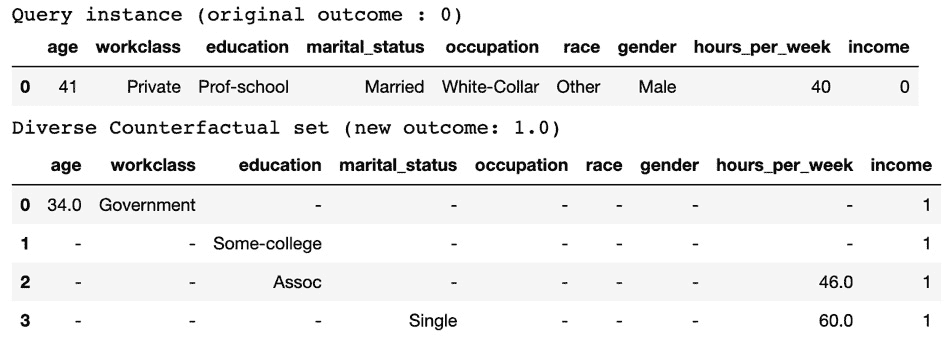 Query instance (original outcome : 0)
age workclass education marital_status occupation race gender hours_per_week income
0 41 Private Prof-school Married White-Collar Other Male 40 0
Diverse Counterfactual set (new outcome: 1.0)
age workclass education marital_status occupation race gender hours_per_week income
0 34.0 Government - - - - - - 1
1 - - Some-college - - - - - 1
2 - - Assoc - - - - 46.0 1
3 - - - Single - - - 60.0 1